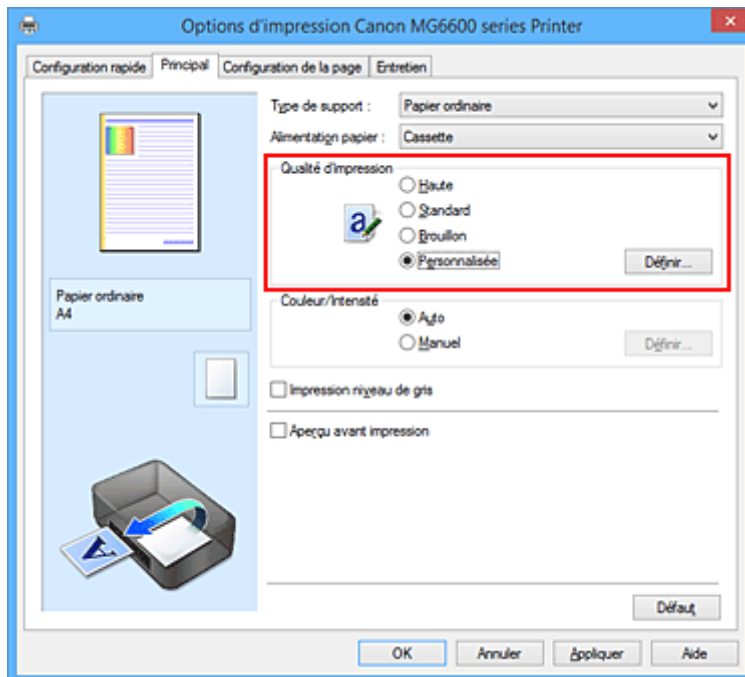 Options d'impression Canon MG6600 series Printer
Configuration rapide Principal Configuration de la page Entretien
Type de support : Papier ordinaire
Alimentation papier : Cassette
Qualité d'impression
Haute
Standard
a
Brouillon
Personnalisée Définir...
Papier ordinaire
A4
Couleur/Intensité
Auto
Manuel Définir...
Impression niveau de gris
Aperçu avant impression
A
Défaut
OK Annuler Appliquer Aide